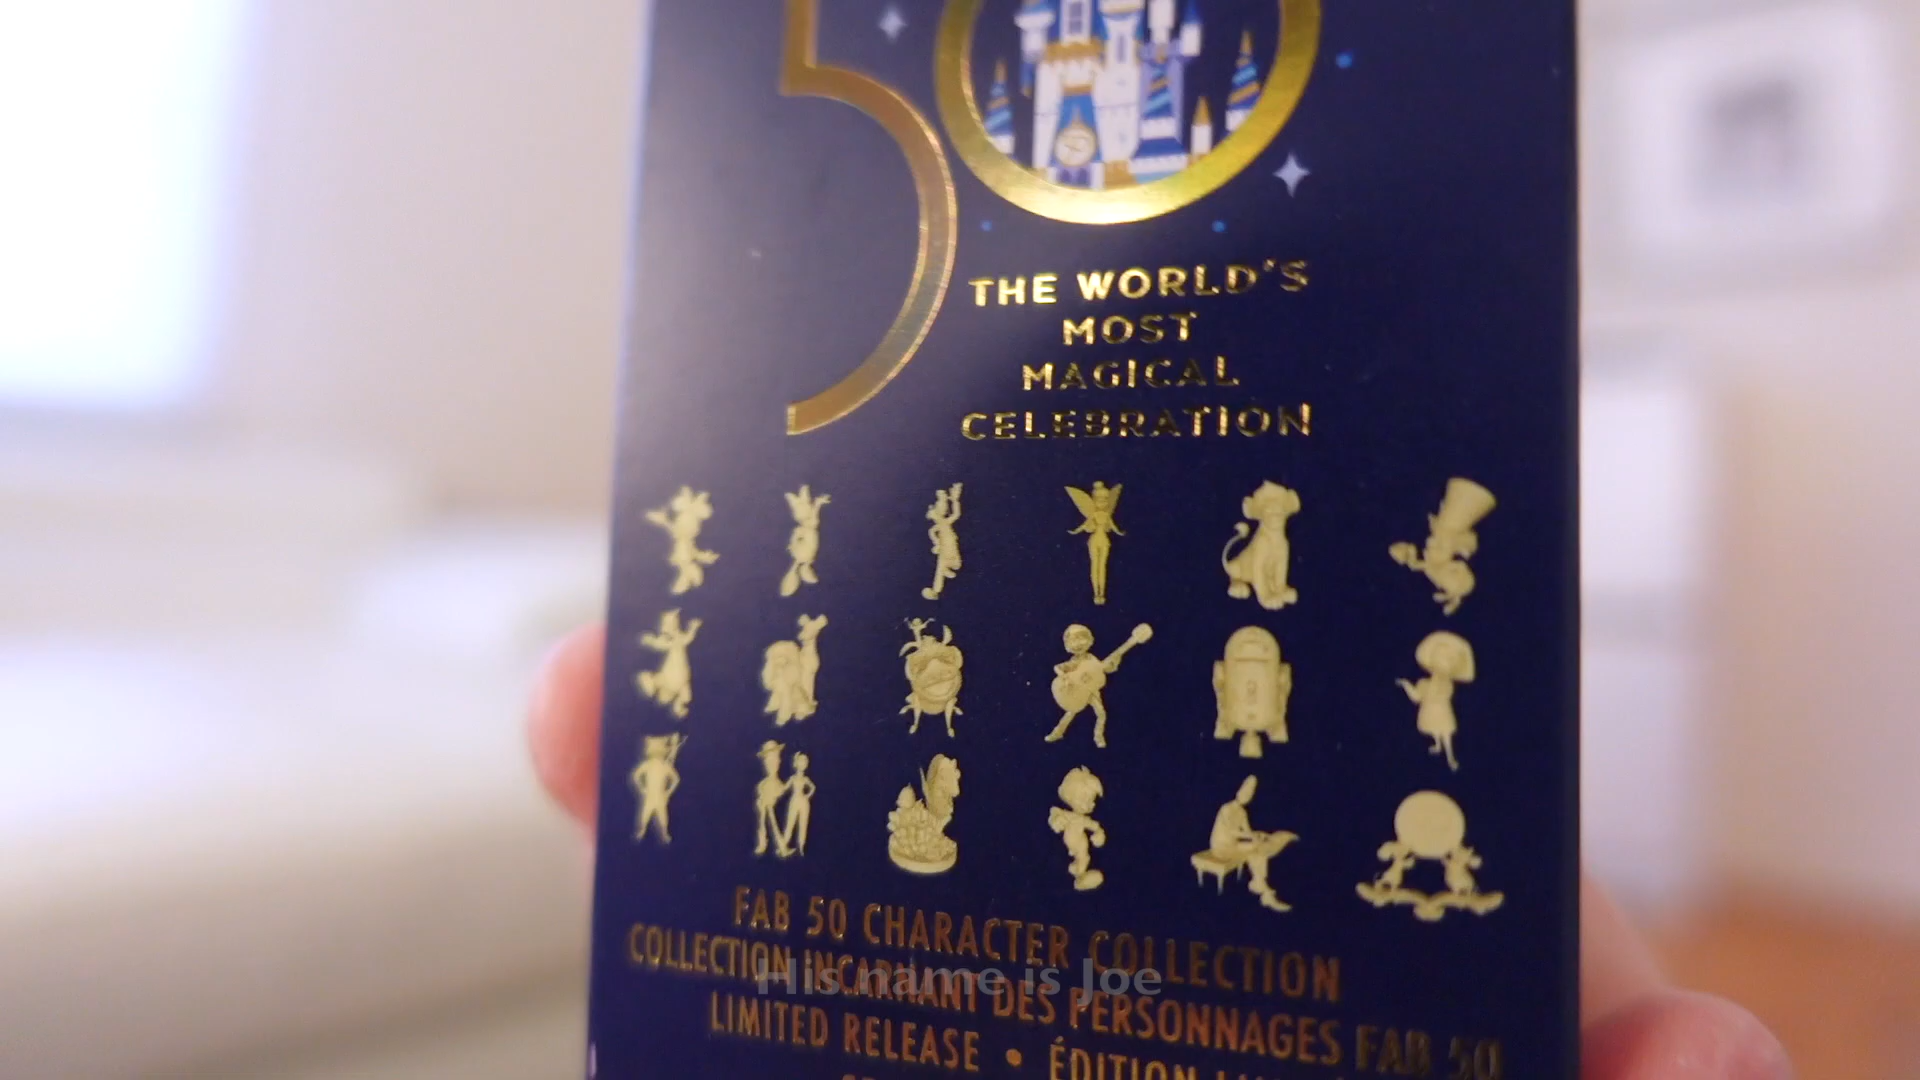 50
THE WORLD'S
MOST
MAGICAL
CELEBRATION
FAB 50 CHARACTER COLLECTION
COLLECTION INCARNANT DES PERSONNAGES FAB 50
His name is Joe
LIMITED RELEASE • ÉDITION